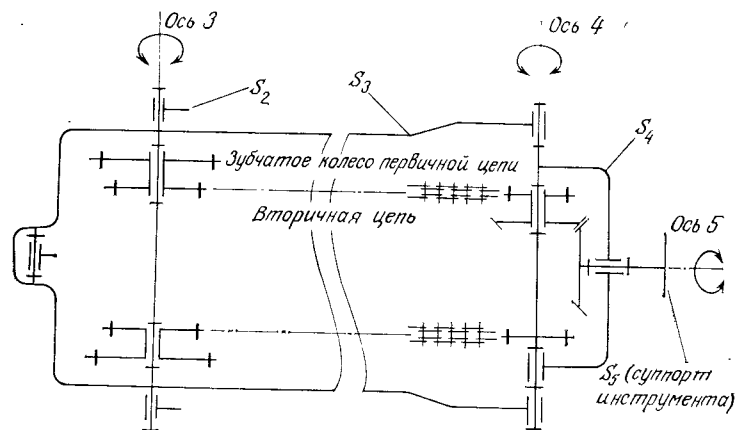 Ось 3
Ось 4
S₂
S₃
S₄
Зубчатое колесо первичной цепи
Вторичная цепь
Ось 5
S₅ (суппорт
инструмента)